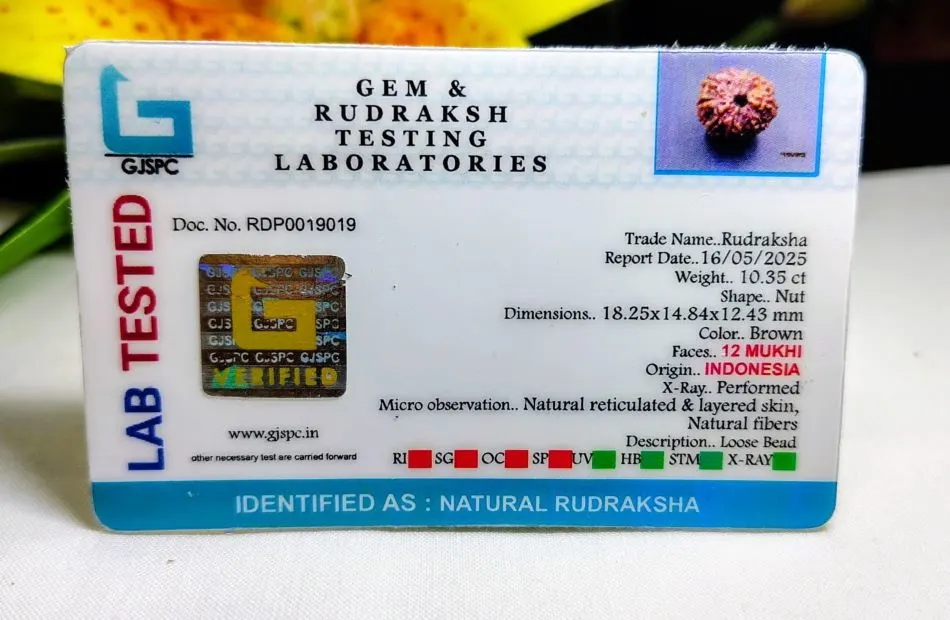 GEM &
RUDRAKSH
TESTING
LABORATORIES
GJSPC
LAB TESTED
Doc. No. RDP0019019
GJSPC GJSPC
GJSPC
VERIFIED
www.gjspc.in
other necessary test are carried forward
Trade Name..Rudraksha
Report Date..16/05/2025
Weight.. 10.35 ct
Shape.. Nut
Dimensions.. 18.25x14.84x12.43 mm
Color.. Brown
Faces.. 12 MUKHI
Origin.. INDONESIA
X-Ray.. Performed
Micro observation.. Natural reticulated & layered skin,
Natural fibers
Description.. Loose Bead
RI SG OC SP UV HB STM X-RAY
IDENTIFIED AS : NATURAL RUDRAKSHA